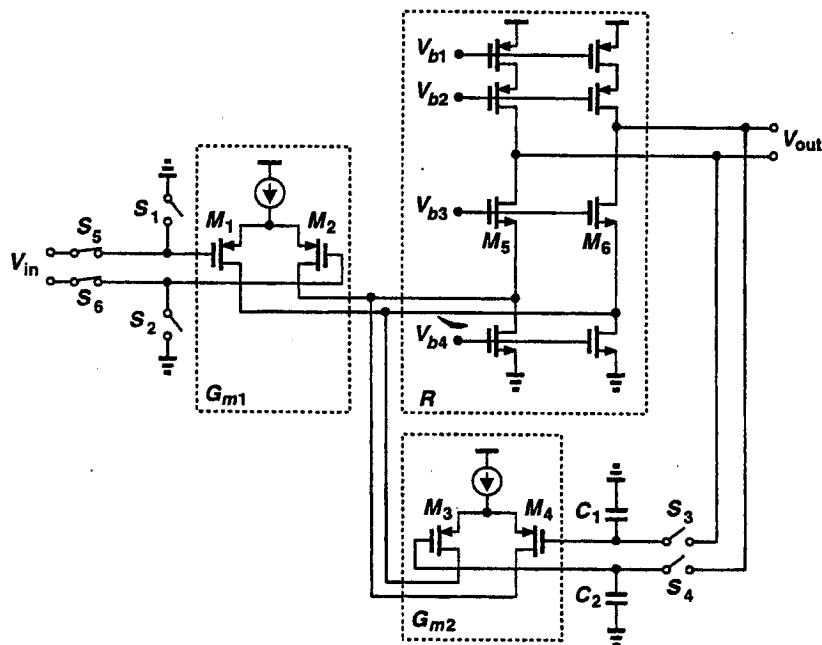 V_b1
V_b2
V_out
S_1
M_1 M_2
V_b3
M_5 M_6
S_5
V_in
S_6
S_2
V_b4
G_m1
R
M_3 M_4
C_1
S_3
S_4
C_2
G_m2